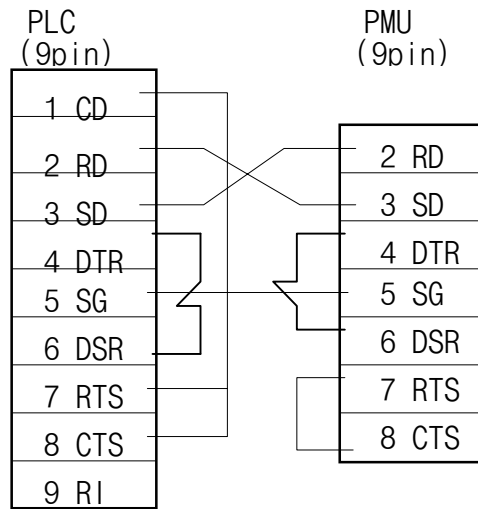 PLC
(9pin)
1 CD
2 RD
3 SD
4 DTR
5 SG
6 DSR
7 RTS
8 CTS
9 RI
PMU
(9pin)
2 RD
3 SD
4 DTR
5 SG
6 DSR
7 RTS
8 CTS